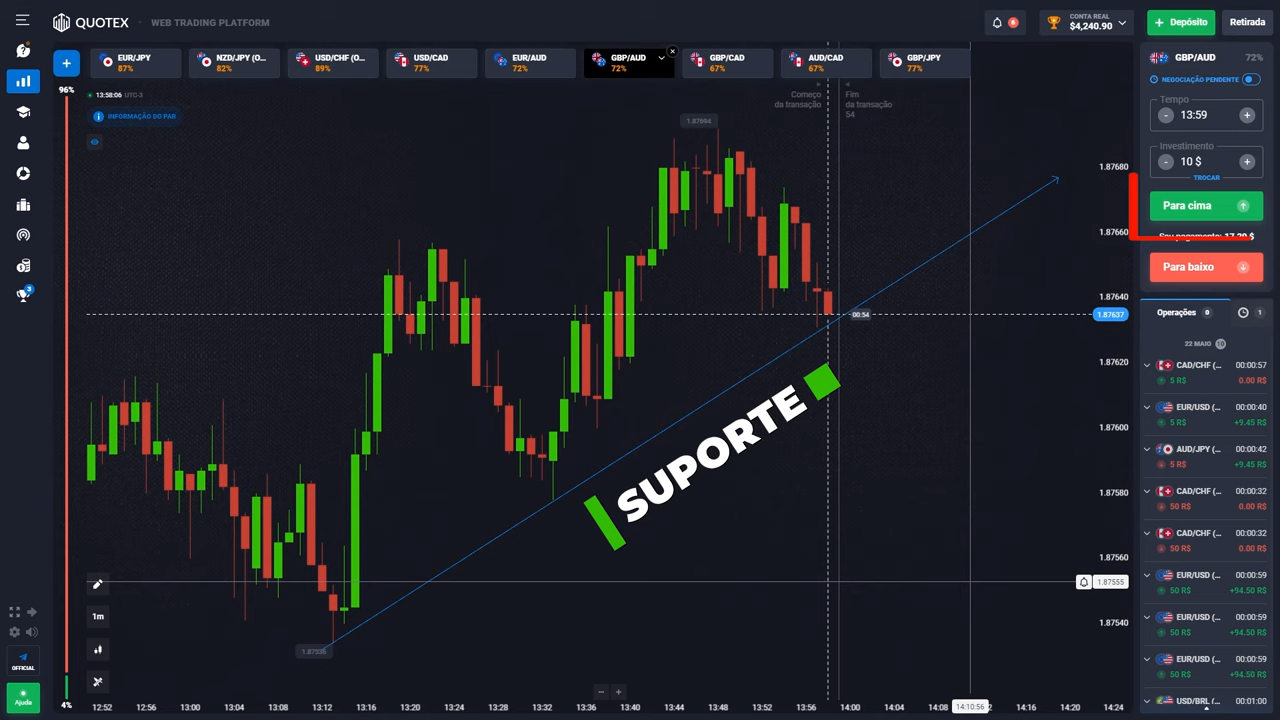 QUOTEX
WEB TRADING PLATFORM
6
CONTA REAL
$4,240.90
Depósito
Retirada
EUR/JPY
87%
NZD/JPY (O...
82%
USD/CHF (O...
89%
USD/CAD
77%
EUR/AUD
72%
GBP/AUD
72%
GBP/CAD
67%
AUD/CAD
67%
GBP/JPY
77%
96%
13:58:06 UTC-3
INFORMAÇÃO DO PAR
Começo
da transação
Fim
da transação
54
1.87694
SUPORTE
00:54
1.87680
1.87660
1.87640
1.87637
1.87620
1.87600
1.87580
1.87560
1.87555
1.87540
1m
4%
12:52
12:56
13:00
13:04
13:08
13:12
13:16
13:20
13:24
13:28
13:32
13:36
13:40
13:44
13:48
13:52
13:56
14:00
14:04
14:08
14:10:56
14:16
14:20
14:24
3
OFFICIAL
Ajuda
GBP/AUD
72%
NEGOCIAÇÃO PENDENTE
Tempo
- 13:59 +
Investimento
- 10 $ +
TROCAR
Para cima
Seu pagamento: 17.20 $
Para baixo
Operações 0
1
22 MAIO 10
CAD/CHF (... 00:00:57
5 R$ 0.00 R$
EUR/USD (... 00:00:40
5 R$ +9.45 R$
AUD/JPY (... 00:00:42
5 R$ +9.45 R$
CAD/CHF (... 00:00:32
50 R$ 0.00 R$
CAD/CHF (... 00:00:32
50 R$ 0.00 R$
EUR/USD (... 00:00:59
50 R$ +94.50 R$
EUR/USD (... 00:00:59
50 R$ +94.50 R$
EUR/USD (... 00:00:59
50 R$ +94.50 R$
USD/BRL (... 00:01:00